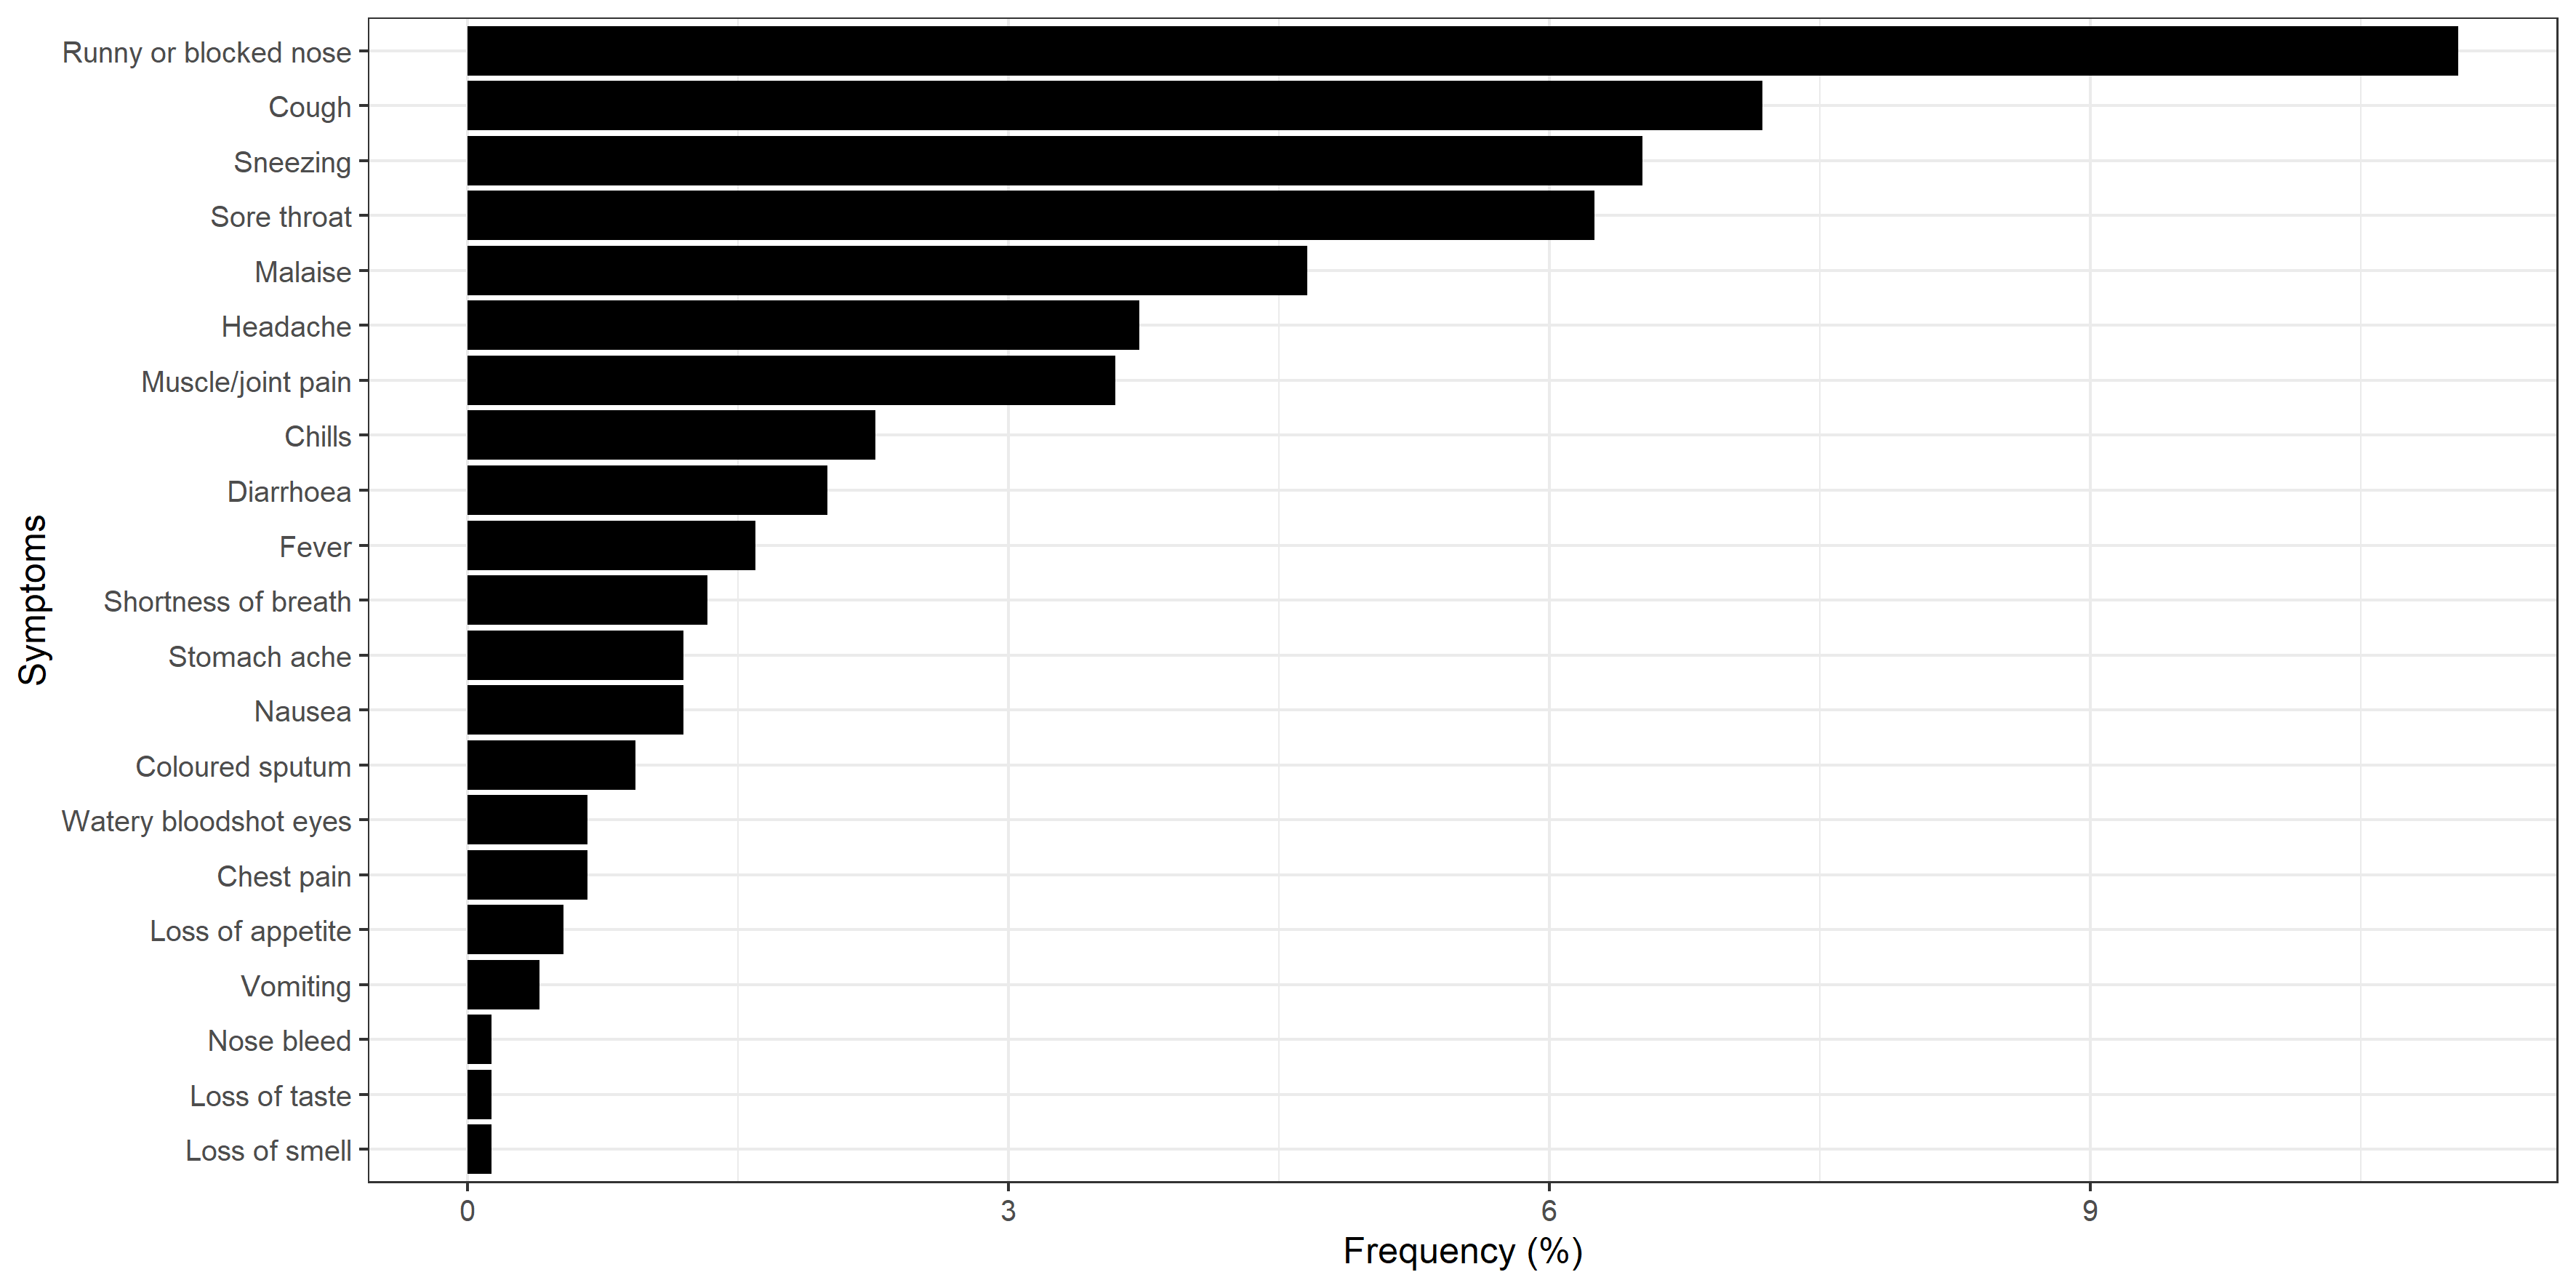 Runny or blocked nose
Cough
Sneezing
Sore throat
Malaise
Headache
Muscle/joint pain
Chills
Diarrhoea
Fever
Shortness of breath
Stomach ache
Nausea
Coloured sputum
Watery bloodshot eyes
Chest pain
Loss of appetite
Vomiting
Nose bleed
Loss of taste
Loss of smell
Symptoms
0 3 6 9
Frequency (%)